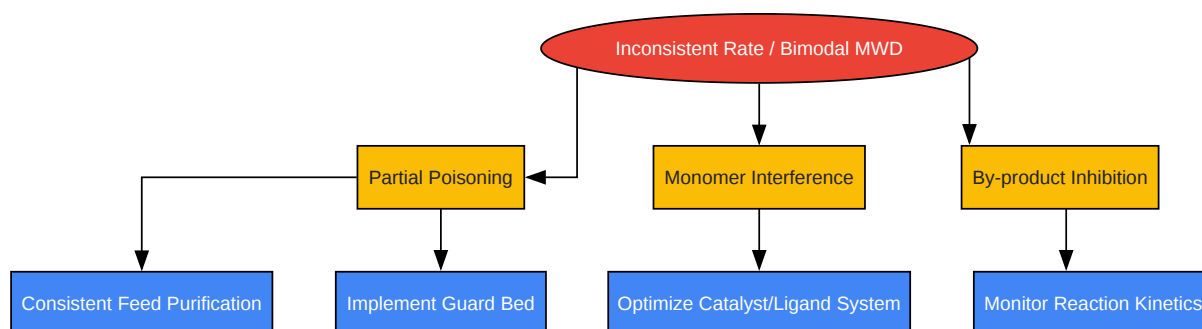 Inconsistent Rate / Bimodal MWD
Partial Poisoning
Monomer Interference
By-product Inhibition
Consistent Feed Purification
Implement Guard Bed
Optimize Catalyst/Ligand System
Monitor Reaction Kinetics